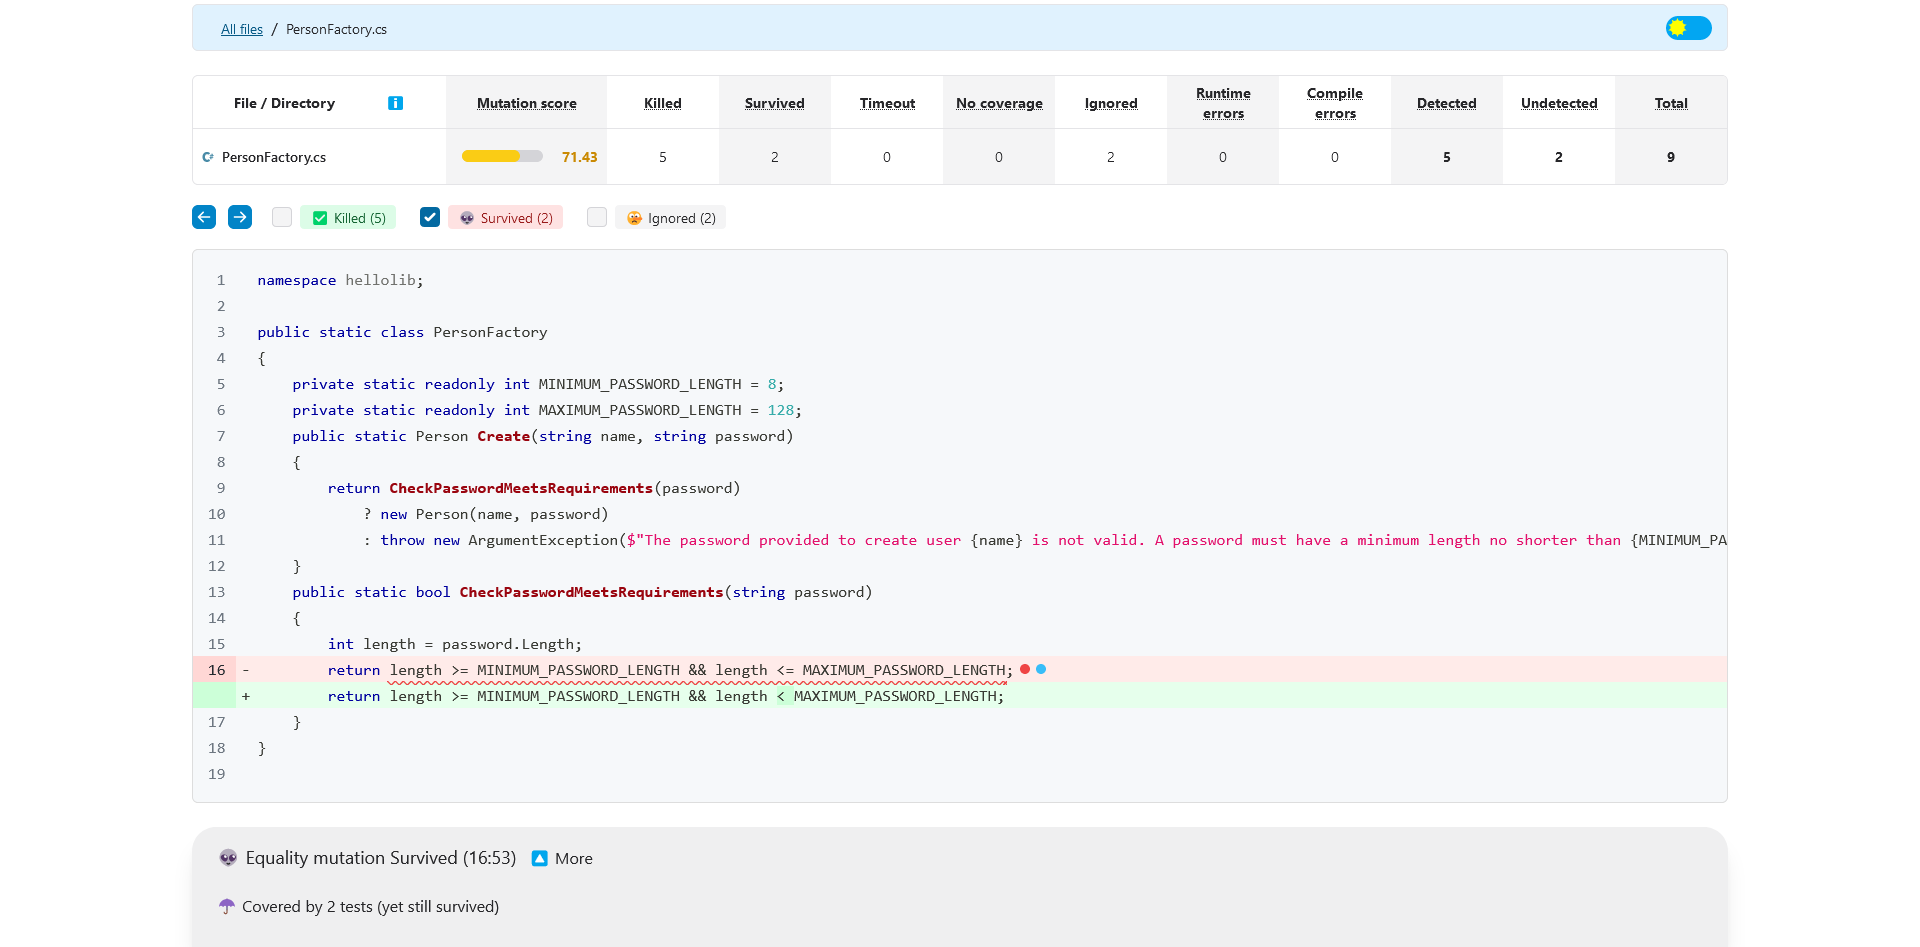 All files / PersonFactory.cs
File / Directory Mutation score Killed Survived Timeout No coverage Ignored Runtime errors Compile errors Detected Undetected Total
PersonFactory.cs 71.43 5 2 0 0 2 0 0 5 2 9
Killed (5) Survived (2) Ignored (2)
1 namespace hellolib;
2
3 public static class PersonFactory
4 {
5 private static readonly int MINIMUM_PASSWORD_LENGTH = 8;
6 private static readonly int MAXIMUM_PASSWORD_LENGTH = 128;
7 public static Person Create(string name, string password)
8 {
9 return CheckPasswordMeetsRequirements(password)
10 ? new Person(name, password)
11 : throw new ArgumentException($"The password provided to create user {name} is not valid. A password must have a minimum length no shorter than {MINIMUM_PA
12 }
13 public static bool CheckPasswordMeetsRequirements(string password)
14 {
15 int length = password.Length;
16 - return length >= MINIMUM_PASSWORD_LENGTH && length <= MAXIMUM_PASSWORD_LENGTH;
+ return length >= MINIMUM_PASSWORD_LENGTH && length < MAXIMUM_PASSWORD_LENGTH;
17 }
18 }
19
Equality mutation Survived (16:53) More
Covered by 2 tests (yet still survived)